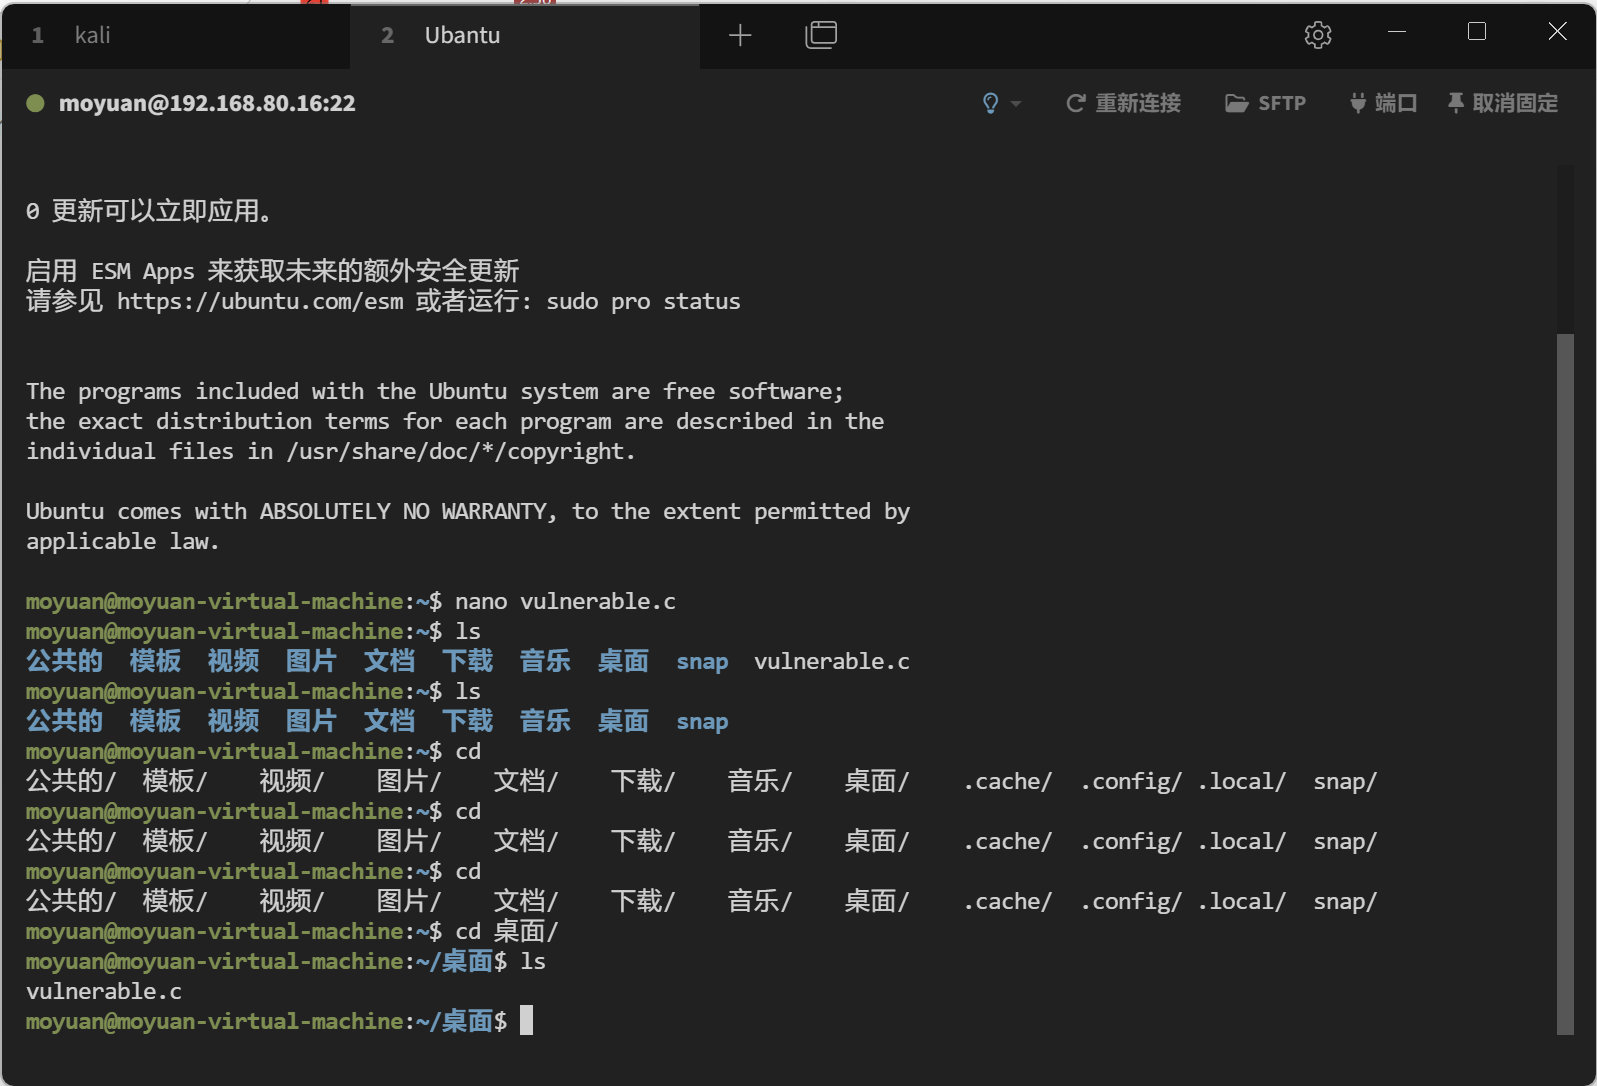 1 kali 2 Ubantu
moyuan@192.168.80.16:22 重新连接 SFTP 端口 取消固定
0 更新可以立即应用。
启用 ESM Apps 来获取未来的额外安全更新
请参见 https://ubuntu.com/esm 或者运行: sudo pro status
The programs included with the Ubuntu system are free software;
the exact distribution terms for each program are described in the
individual files in /usr/share/doc/*/copyright.
Ubuntu comes with ABSOLUTELY NO WARRANTY, to the extent permitted by
applicable law.
moyuan@moyuan-virtual-machine:~$ nano vulnerable.c
moyuan@moyuan-virtual-machine:~$ ls
公共的 模板 视频 图片 文档 下载 音乐 桌面 snap vulnerable.c
moyuan@moyuan-virtual-machine:~$ ls
公共的 模板 视频 图片 文档 下载 音乐 桌面 snap
moyuan@moyuan-virtual-machine:~$ cd
公共的/ 模板/ 视频/ 图片/ 文档/ 下载/ 音乐/ 桌面/ .cache/ .config/ .local/ snap/
moyuan@moyuan-virtual-machine:~$ cd
公共的/ 模板/ 视频/ 图片/ 文档/ 下载/ 音乐/ 桌面/ .cache/ .config/ .local/ snap/
moyuan@moyuan-virtual-machine:~$ cd
公共的/ 模板/ 视频/ 图片/ 文档/ 下载/ 音乐/ 桌面/ .cache/ .config/ .local/ snap/
moyuan@moyuan-virtual-machine:~$ cd 桌面/
moyuan@moyuan-virtual-machine:~/桌面$ ls
vulnerable.c
moyuan@moyuan-virtual-machine:~/桌面$